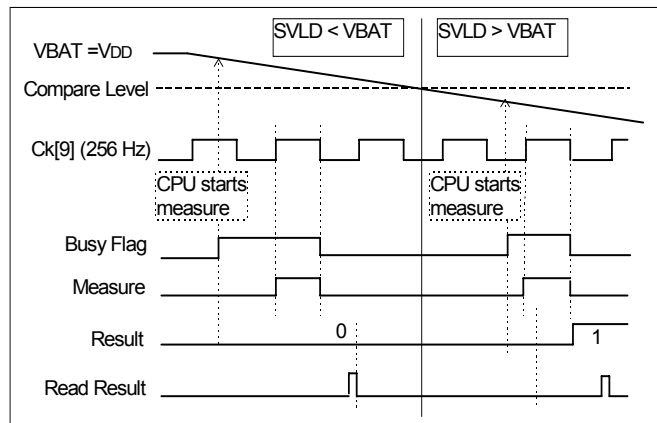 SVLD < VBAT
SVLD > VBAT
VBAT =VDD
Compare Level
Ck[9] (256 Hz)
CPU starts
measure
CPU starts
measure
Busy Flag
Measure
Result
0
1
Read Result